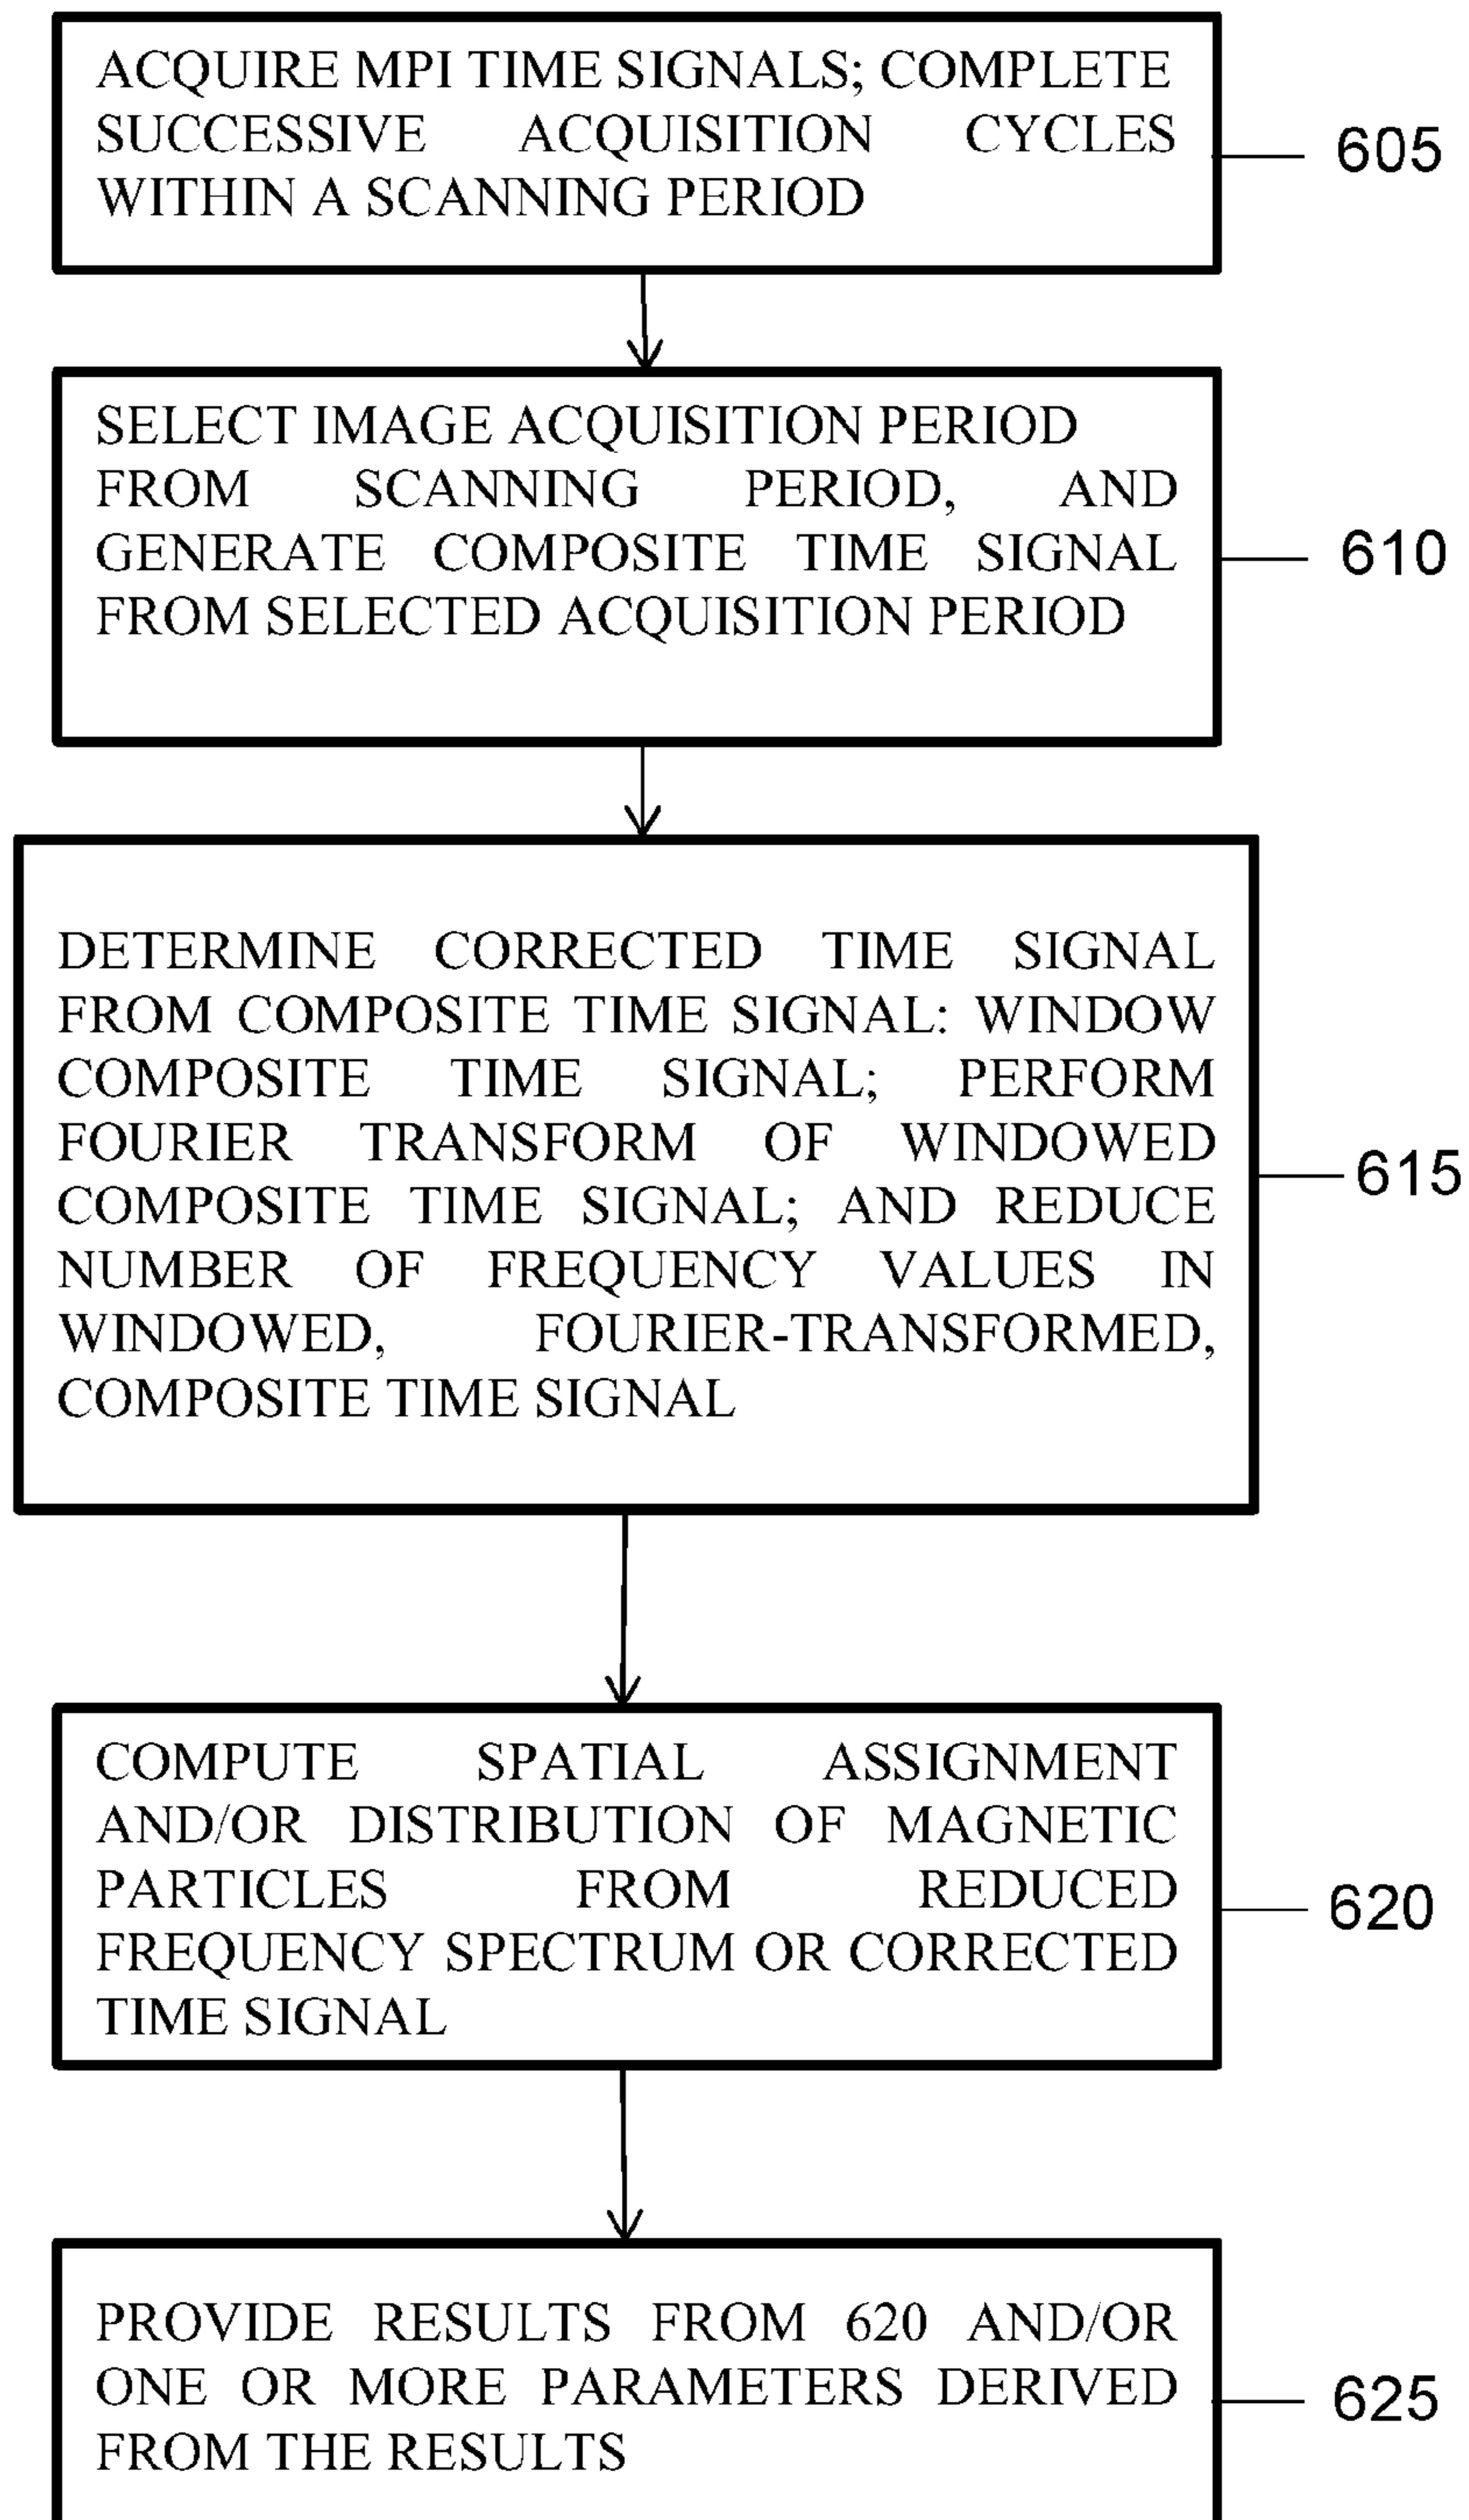 ACQUIRE MPI TIME SIGNALS; COMPLETE
SUCCESSIVE ACQUISITION CYCLES
WITHIN A SCANNING PERIOD
605
SELECT IMAGE ACQUISITION PERIOD
FROM SCANNING PERIOD, AND
GENERATE COMPOSITE TIME SIGNAL
FROM SELECTED ACQUISITION PERIOD
610
DETERMINE CORRECTED TIME SIGNAL
FROM COMPOSITE TIME SIGNAL: WINDOW
COMPOSITE TIME SIGNAL; PERFORM
FOURIER TRANSFORM OF WINDOWED
COMPOSITE TIME SIGNAL; AND REDUCE
NUMBER OF FREQUENCY VALUES IN
WINDOWED, FOURIER-TRANSFORMED,
COMPOSITE TIME SIGNAL
615
COMPUTE SPATIAL ASSIGNMENT
AND/OR DISTRIBUTION OF MAGNETIC
PARTICLES FROM REDUCED
FREQUENCY SPECTRUM OR CORRECTED
TIME SIGNAL
620
PROVIDE RESULTS FROM 620 AND/OR
ONE OR MORE PARAMETERS DERIVED
FROM THE RESULTS
625